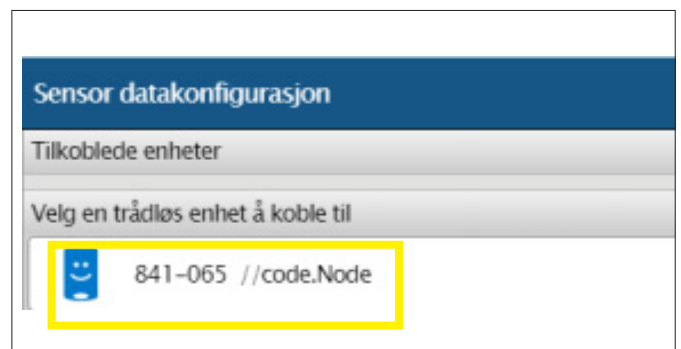 Sensor datakonfigurasjon
Tilkoblede enheter
Velg en trådløs enhet å koble til
841-065 //code.Node